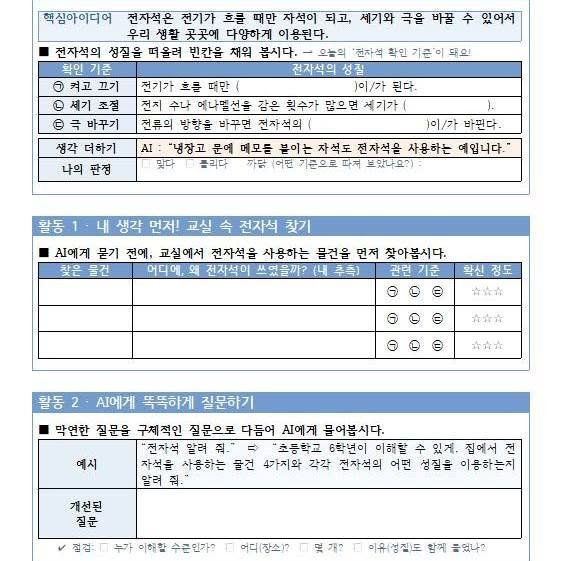 핵심아이디어 전자석은 전기가 흐를 때만 자석이 되고, 세기와 극을 바꿀 수 있어서
우리 생활 곳곳에 다양하게 이용된다.
■ 전자석의 성질을 떠올려 빈칸을 채워 봅시다. → 오늘의 '전자석 확인 기준'이 돼요!
확인 기준 전자석의 성질
㉠ 켜고 끄기 전기가 흐를 때만 ( )이/가 된다.
㉡ 세기 조절 전지 수나 에나멜선을 감은 횟수가 많으면 세기가 ( ).
㉢ 극 바꾸기 전류의 방향을 바꾸면 전자석의 ( )이/가 바뀐다.
생각 더하기 AI : "냉장고 문에 메모를 붙이는 자석도 전자석을 사용하는 예입니다."
나의 판정 □ 맞다 □ 틀리다 까닭 (어떤 기준으로 따져 보았나요?) :
활동 1 · 내 생각 먼저! 교실 속 전자석 찾기
■ AI에게 묻기 전에, 교실에서 전자석을 사용하는 물건을 먼저 찾아봅시다.
찾은 물건 어디에, 왜 전자석이 쓰였을까? (내 추측) 관련 기준 확신 정도
㉠ ㉡ ㉢ ☆☆☆
㉠ ㉡ ㉢ ☆☆☆
㉠ ㉡ ㉢ ☆☆☆
활동 2 · AI에게 똑똑하게 질문하기
■ 막연한 질문을 구체적인 질문으로 다듬어 AI에게 물어봅시다.
예시 "전자석 알려 줘." ⇨ "초등학교 6학년이 이해할 수 있게, 집에서 전
자석을 사용하는 물건 4가지와 각각 전자석의 어떤 성질을 이용하는지
알려 줘."
개선된
질문
✔ 점검: □ 누가 이해할 수준인가? □ 어디(장소)? □ 몇 개? □ 이유(성질)도 함께 물었나?